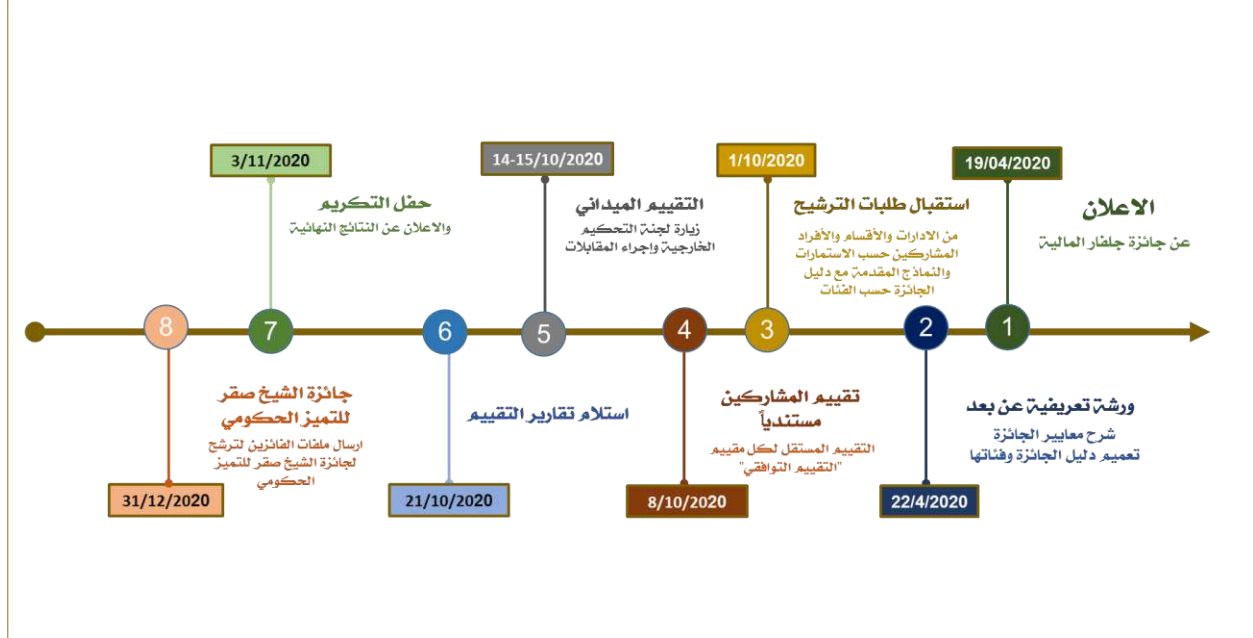 19/04/2020
الاعلان
عن جائزة جلفار المالية
1
2
ورشة تعريفية عن بعد
شرح معايير الجائزة
تعميم دليل الجائزة وفئاتها
22/4/2020
1/10/2020
استقبال طلبات الترشيح
من الادارات والأقسام والأفراد
المشاركين حسب الاستمارات
والنماذج المقدمة مع دليل
الجائزة حسب الفئات
3
4
تقييم المشاركين
مستندياً
التقييم المستقل لكل مقييم
"التقييم التوافقي"
8/10/2020
14-15/10/2020
التقييم الميداني
زيارة لجنة التحكيم
الخارجية وإجراء المقابلات
5
6
استلام تقارير التقييم
21/10/2020
3/11/2020
حفل التكريم
والاعلان عن النتائج النهائية
7
8
جائزة الشيخ صقر
للتميز الحكومي
ارسال ملفات الفائزين لترشح
لجائزة الشيخ صقر للتميز
الحكومي
31/12/2020